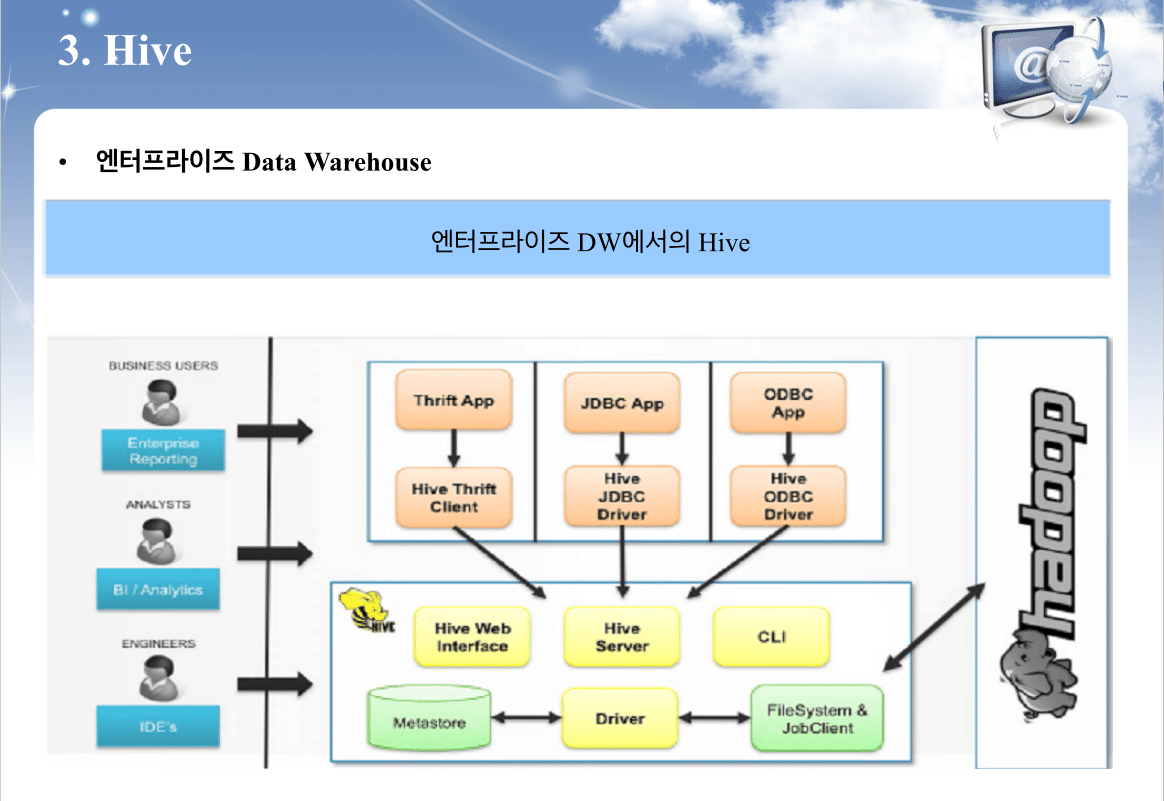 3. Hive
• 엔터프라이즈 Data Warehouse
엔터프라이즈 DW에서의 Hive
BUSINESS USERS
Enterprise
Reporting
ANALYSTS
BI / Analytics
ENGINEERS
IDE's
Thrift App
JDBC App
ODBC
App
Hive Thrift
Client
Hive
JDBC
Driver
Hive
ODBC
Driver
HIVE
Hive Web
Interface
Hive
Server
CLI
Metastore
Driver
FileSystem &
JobClient
hadoop
@